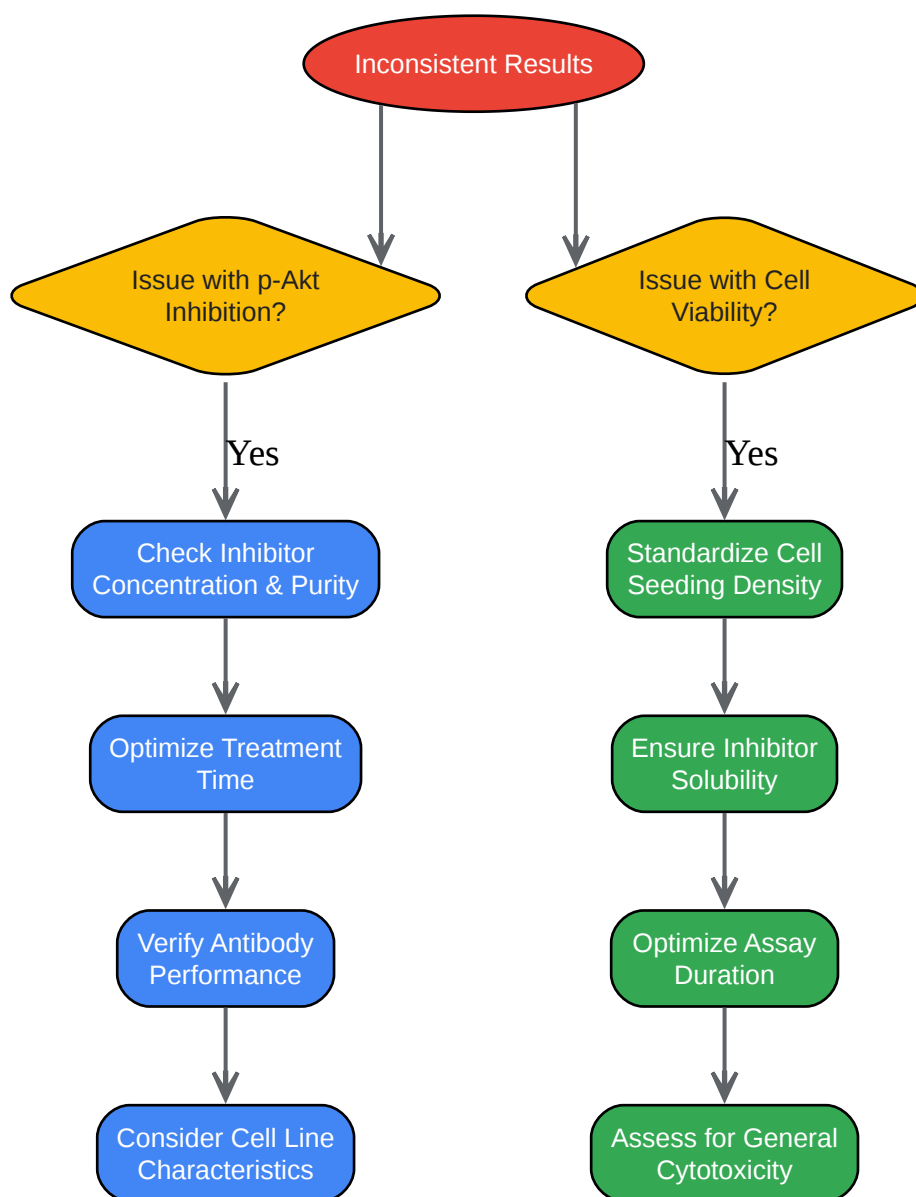 Inconsistent Results
Issue with p-Akt
Inhibition?
Issue with Cell
Viability?
Yes
Yes
Check Inhibitor
Concentration & Purity
Standardize Cell
Seeding Density
Optimize Treatment
Time
Ensure Inhibitor
Solubility
Verify Antibody
Performance
Optimize Assay
Duration
Consider Cell Line
Characteristics
Assess for General
Cytotoxicity